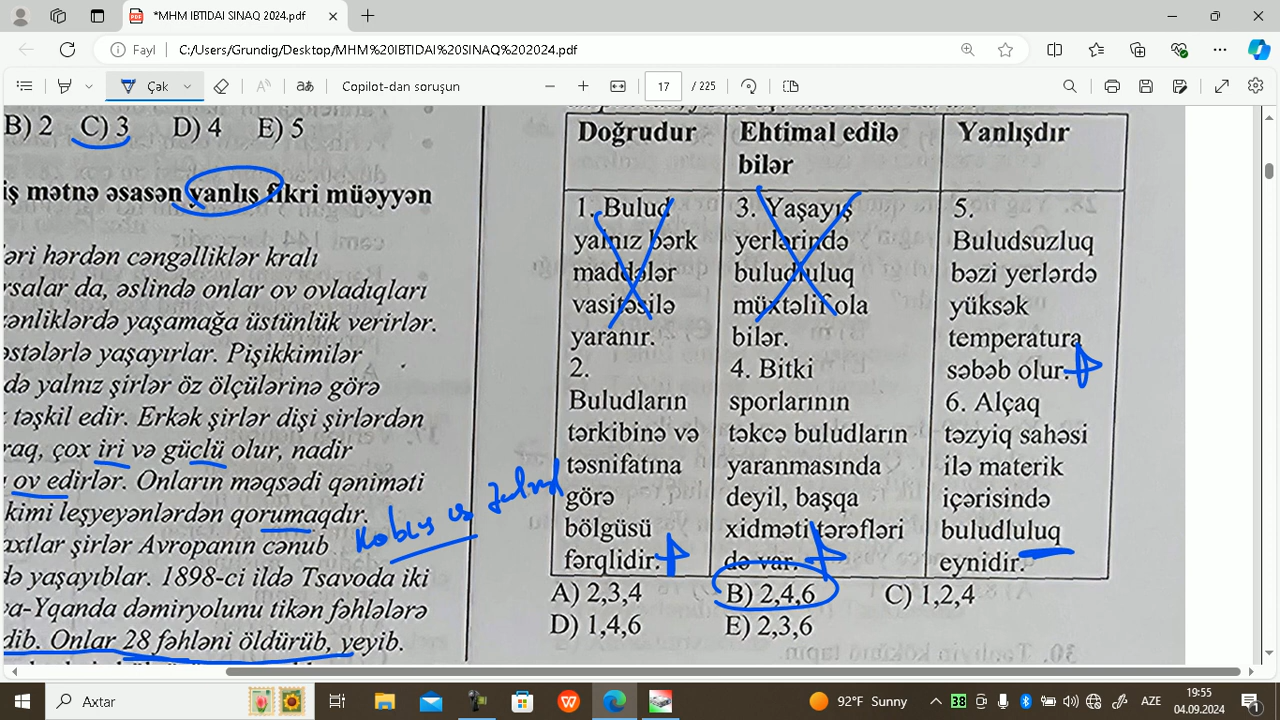 *MHM IBTIDAI SINAQ 2024.pdf
Fayl
C:/Users/Grundig/Desktop/MHM%20IBTIDAI%20SINAQ%202024.pdf
Çak
Copilot-dan soruşun
17 / 225
B) 2 C) 3 D) 4 E) 5
iş mətnə əsasən yanlış fikri müəyyən
əri hərdən cəngəlliklər kralı
rsalar da, əslində onlar ov ovladıqları
ənliklərdə yaşamağa üstünlük verirlər.
əstələrlə yaşayırlar. Pişikkimilər
də yalnız şirlər öz ölçülərinə görə
təşkil edir. Erkək şirlər dişi şirlərdən
raq, çox iri və güclü olur, nadir
ov edirlər. Onların məqsədi qəniməti
kimi leşyeyənlərdən qorumaqdır.
axtlar şirlər Avropanın cənub
də yaşayıblar. 1898-ci ildə Tsavoda iki
ya-Yqanda dəmiryolunu tikən fəhlələrə
dib. Onlar 28 fəhləni öldürüb, yeyib.
Doğrudur
1. Bulud
yalnız bərk
maddələr
vasitəsilə
yaranır.
2.
Buludların
tərkibinə və
təsnifatına
görə
bölgüsü
fərqlidir.
Ehtimal edilə
bilər
3. Yaşayış
yerlərində
buludluluq
müxtəlif ola
bilər.
4. Bitki
sporlarının
təkcə buludların
yaranmasında
deyil, başqa
xidməti tərəfləri
də var.
Yanlışdır
5.
Buludsuzluq
bəzi yerlərdə
yüksək
temperatura
səbəb olur.
6. Alçaq
təzyiq sahəsi
ilə materik
içərisində
buludluluq
eynidir.
A) 2,3,4 B) 2,4,6 C) 1,2,4
D) 1,4,6 E) 2,3,6
Axtar
92°F Sunny
38
AZE
19:55
04.09.2024